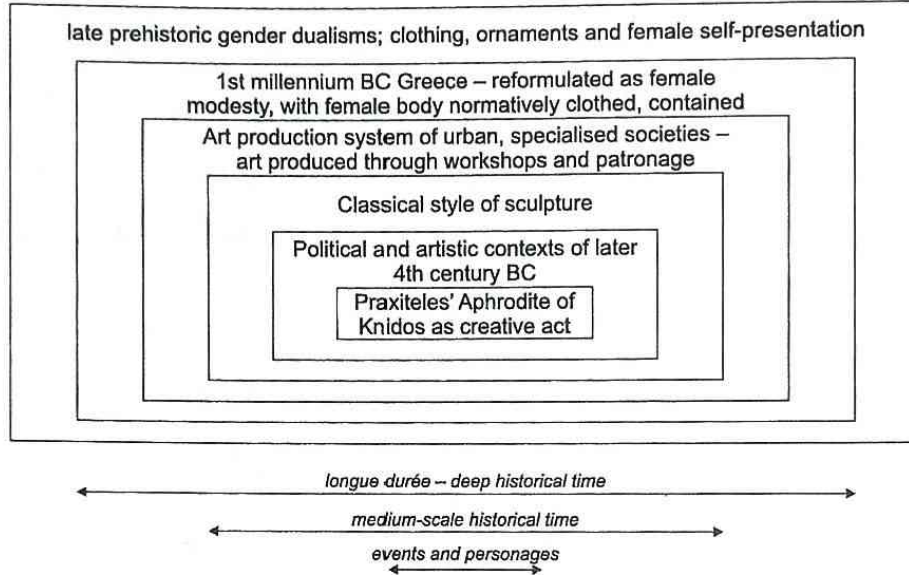 late prehistoric gender dualisms; clothing, ornaments and female self-presentation
1st millennium BC Greece – reformulated as female
modesty, with female body normatively clothed, contained
Art production system of urban, specialised societies –
art produced through workshops and patronage
Classical style of sculpture
Political and artistic contexts of later
4th century BC
Praxiteles' Aphrodite of
Knidos as creative act
longue durée – deep historical time
medium-scale historical time
events and personages